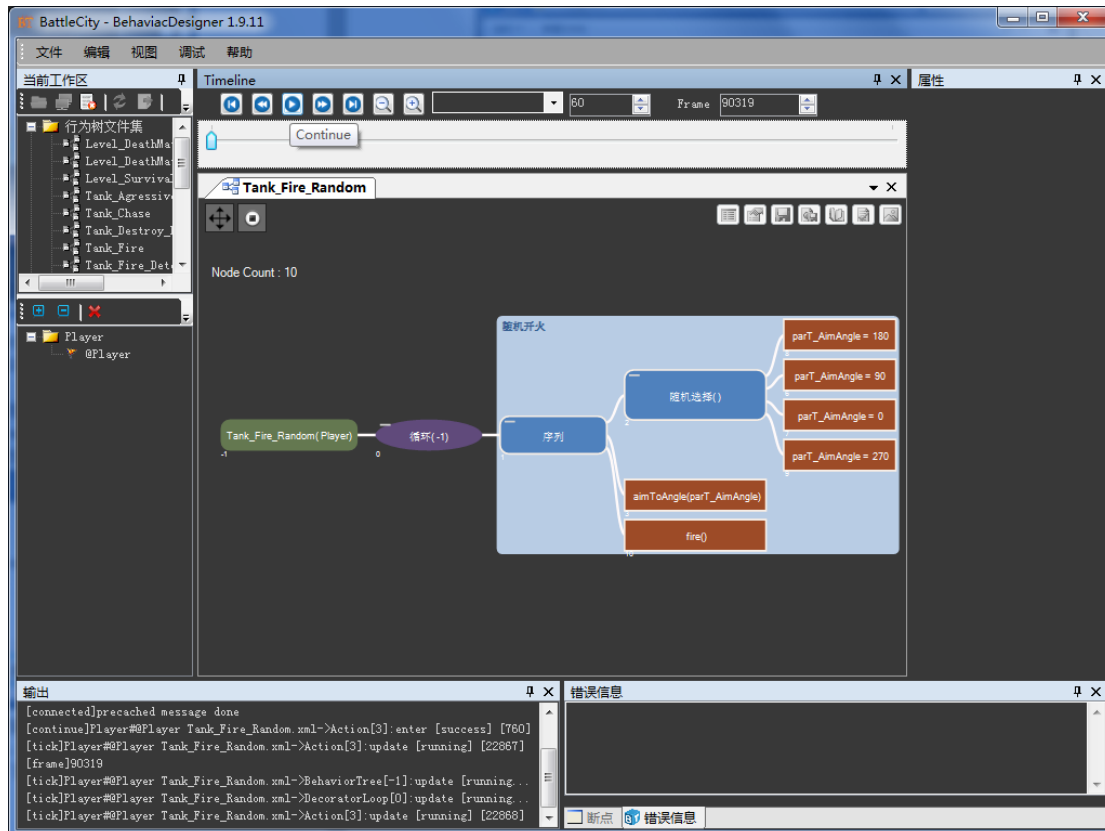 BattleCity - BehaviacDesigner 1.9.11
文件 编辑 视图 调试 帮助
当前工作区
Timeline
属性
60
Frame 90319
Continue
行为树文件集
Level_DeathMa
Level_DeathMa
Level_Survival
Tank_Agressiv
Tank_Chase
Tank_Destroy_
Tank_Fire
Tank_Fire_Det
Player
@Player
Tank_Fire_Random
Node Count : 10
随机开火
Tank_Fire_Random(Player)
-1
循环(-1)
0
序列
1
随机选择()
2
parT_AimAngle = 180
parT_AimAngle = 90
parT_AimAngle = 0
parT_AimAngle = 270
aimToAngle(parT_AimAngle)
fire()
输出
[connected]precached message done
[continue]Player#@Player Tank_Fire_Random.xml->Action[3]:enter [success] [760]
[tick]Player#@Player Tank_Fire_Random.xml->Action[3]:update [running] [22867]
[frame]90319
[tick]Player#@Player Tank_Fire_Random.xml->BehaviorTree[-1]:update [running...
[tick]Player#@Player Tank_Fire_Random.xml->DecoratorLoop[0]:update [running...
[tick]Player#@Player Tank_Fire_Random.xml->Action[3]:update [running] [22868]
错误信息
断点
错误信息